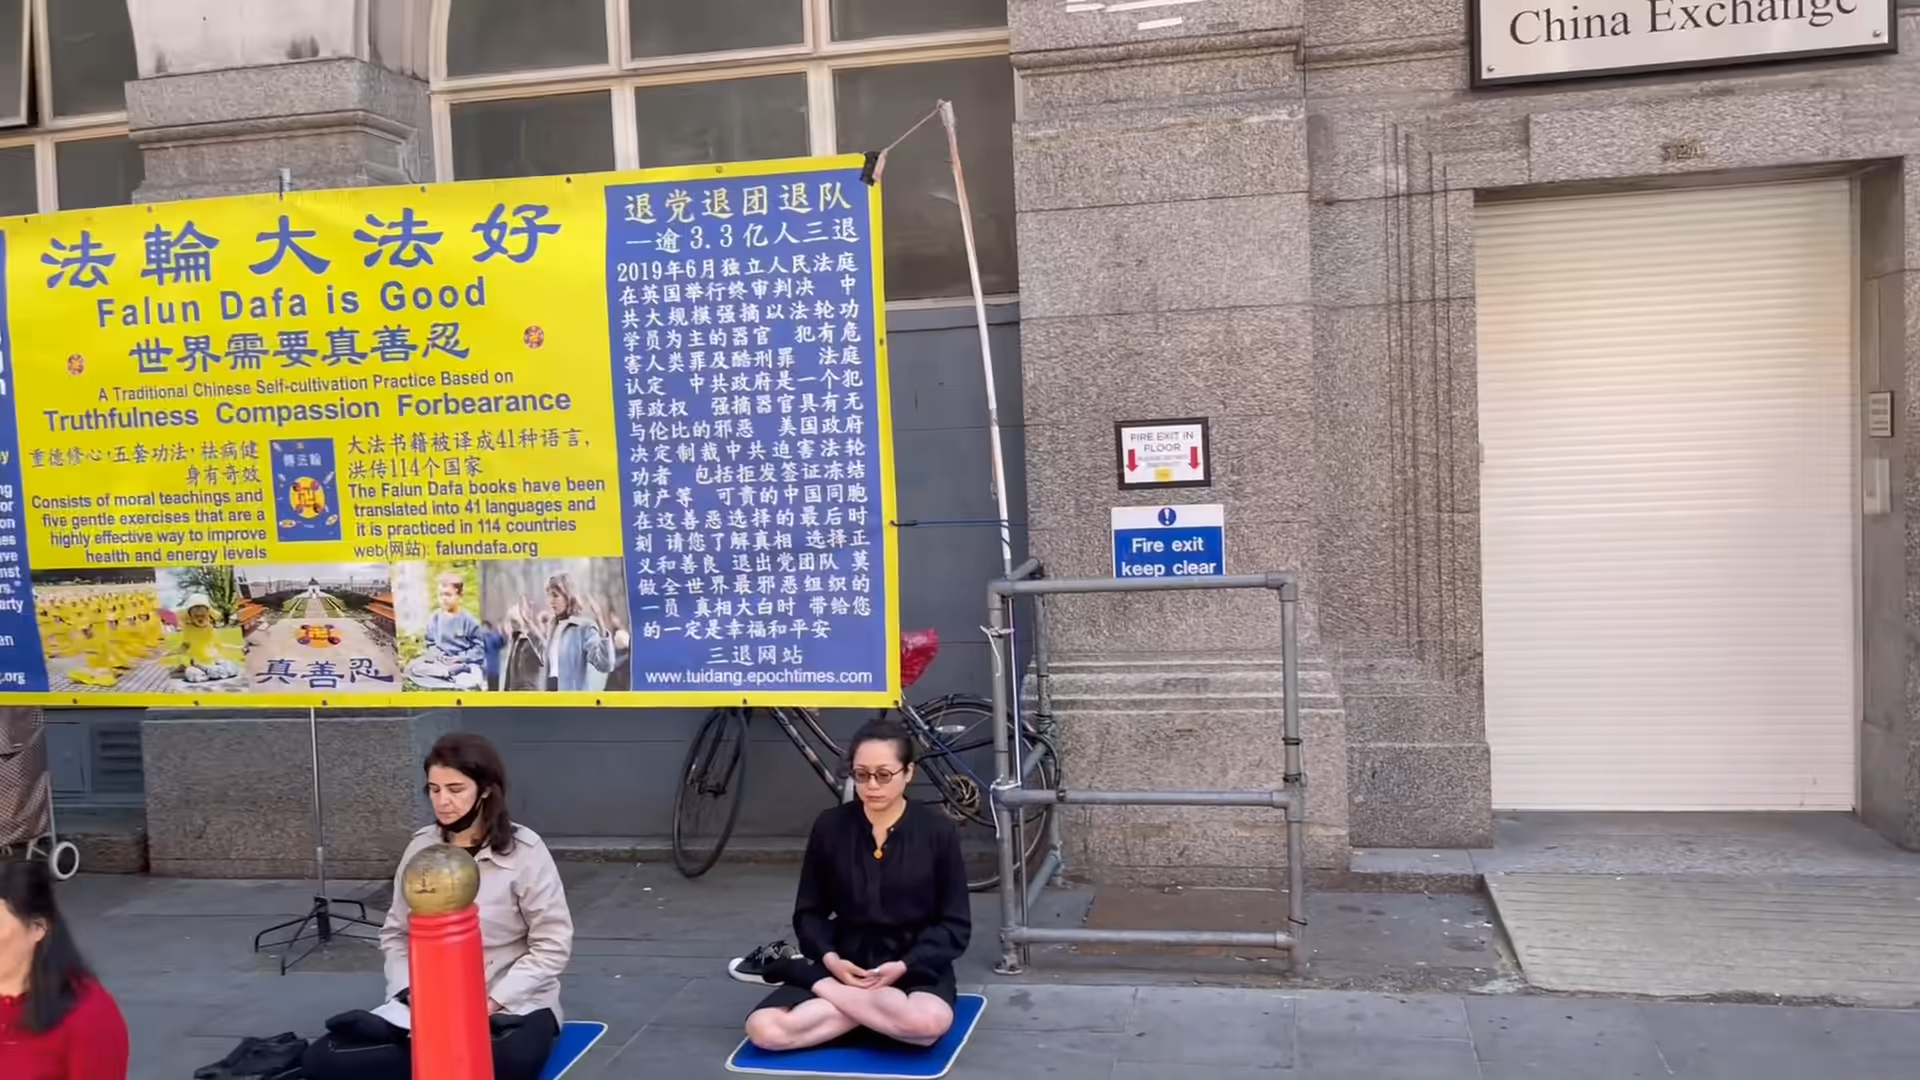 China Exchange
法輪大法好
Falun Dafa is Good
世界需要真善忍
A Traditional Chinese Self-cultivation Practice Based on
Truthfulness Compassion Forbearance
重德修心,五套功法,祛病健
身有奇效
Consists of moral teachings and
five gentle exercises that are a
highly effective way to improve
health and energy levels
轉法輪
大法书籍被译成41种语言,
洪传114个国家
The Falun Dafa books have been
translated into 41 languages and
it is practiced in 114 countries
web(网站): falundafa.org
真善忍
退党退团退队
—逾3.3亿人三退
2019年6月独立人民法庭
在英国举行终审判决 中
共大规模强摘以法轮功
学员为主的器官 犯有危
害人类罪及酷刑罪 法庭
认定 中共政府是一个犯
罪政权 强摘器官具有无
与伦比的邪恶 美国政府
决定制裁中共迫害法轮
功者 包括拒发签证冻结
财产等 可贵的中国同胞
在这善恶选择的最后时
刻 请您了解真相 选择正
义和善良 退出党团队 莫
做全世界最邪恶组织的
一员 真相大白时 带给您
的一定是幸福和平安
三退网站
www.tuidang.epochtimes.com
FIRE EXIT IN
FLOOR
Fire exit
keep clear